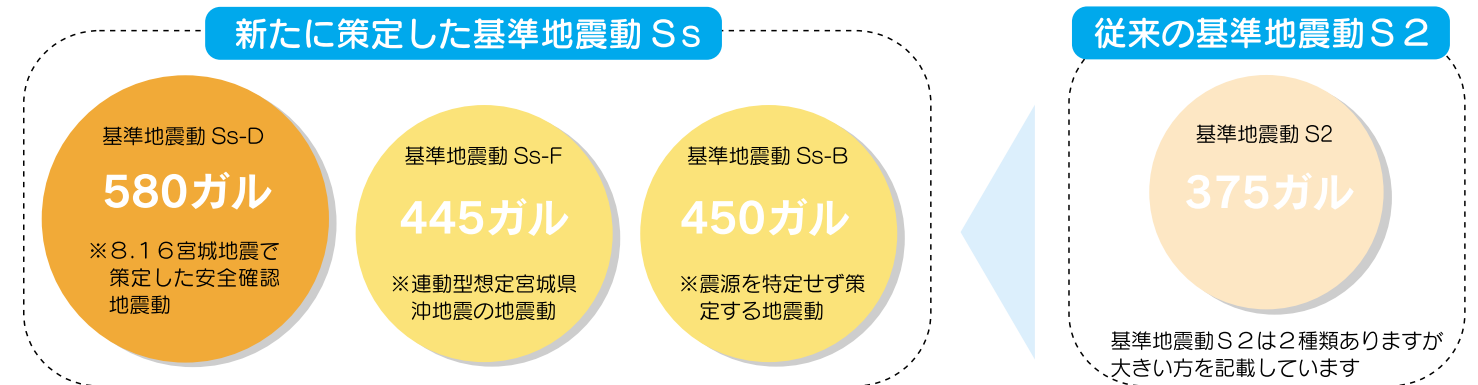 新たに策定した基準地震動Ｓｓ
基準地震動 Ss-D
580ガル
※８.１６宮城地震で
策定した安全確認
地震動
基準地震動 Ss-F
445ガル
※連動型想定宮城県
沖地震の地震動
基準地震動 Ss-B
450ガル
※震源を特定せず策
定する地震動
従来の基準地震動Ｓ２
基準地震動 S2
375ガル
基準地震動Ｓ２は２種類ありますが
大きい方を記載しています